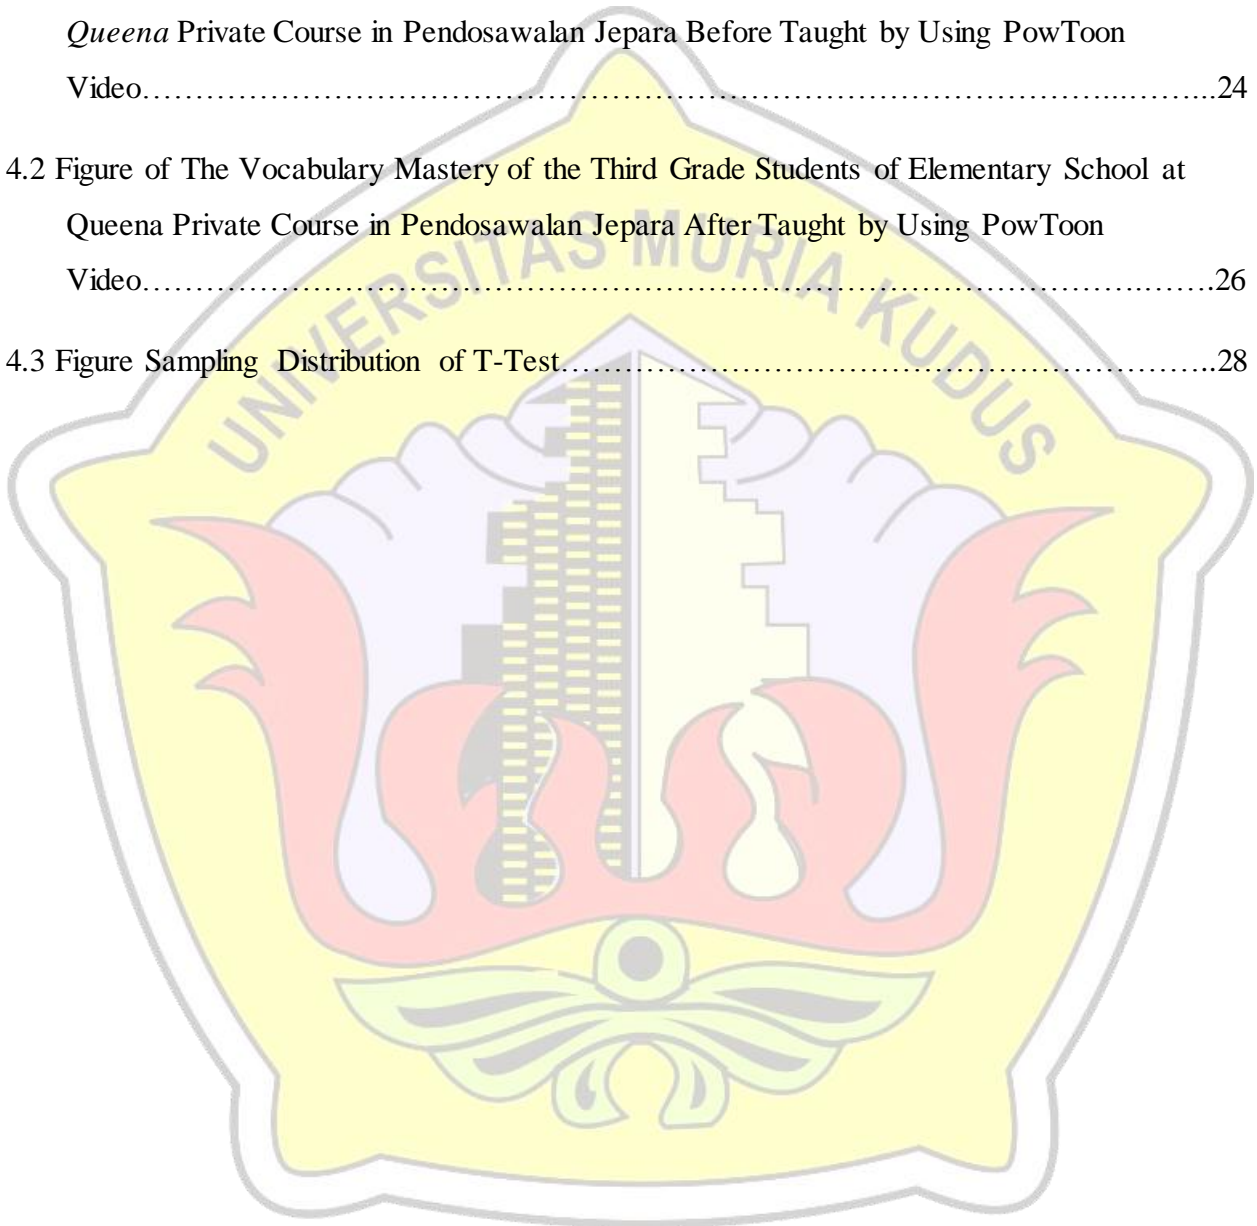 Queena Private Course in Pendosawalan Jepara Before Taught by Using PowToon
Video……………………………………………………………………………...……...24
4.2 Figure of The Vocabulary Mastery of the Third Grade Students of Elementary School at
Queena Private Course in Pendosawalan Jepara After Taught by Using PowToon
Video……………………………………………………………………………….…….26
4.3 Figure Sampling Distribution of T-Test……………………………………………………..28
UNIVERSITAS MURIA KUDUS